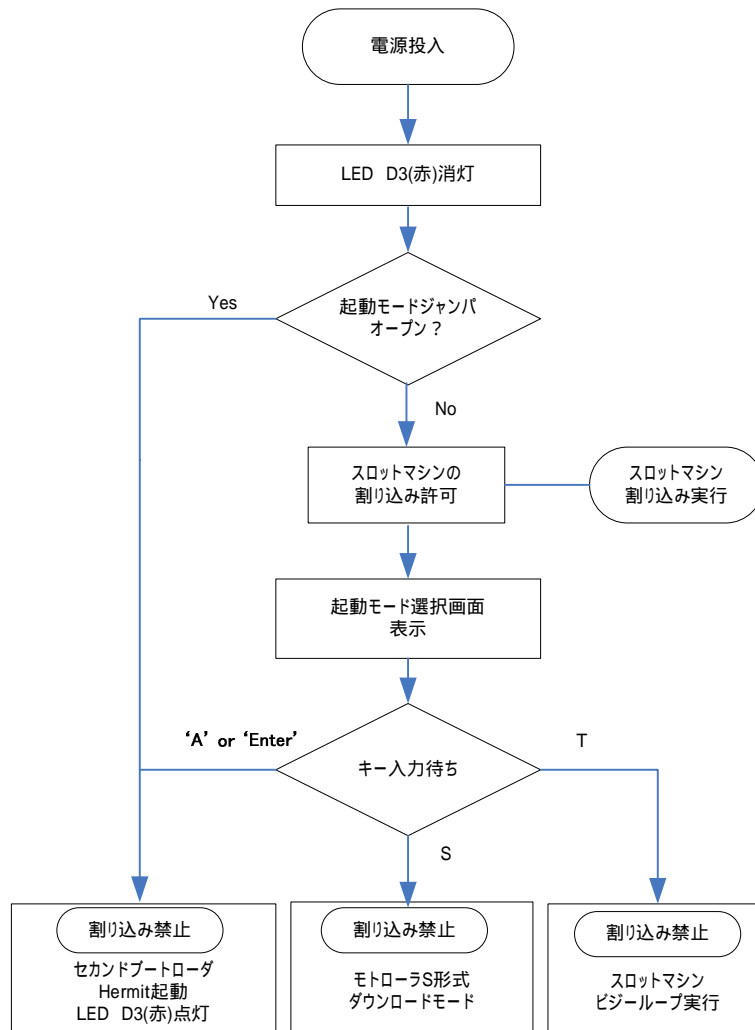 電源投入
LED D3(赤)消灯
起動モードジャンパ
オープン？
Yes
No
スロットマシンの
割り込み許可
スロットマシン
割り込み実行
起動モード選択画面
表示
‘A’ or ‘Enter’
キー入力待ち
T
S
割り込み禁止
セカンドブートローダ
Hermit起動
LED D3(赤)点灯
割り込み禁止
モトローラS形式
ダウンロードモード
割り込み禁止
スロットマシン
ビジーループ実行